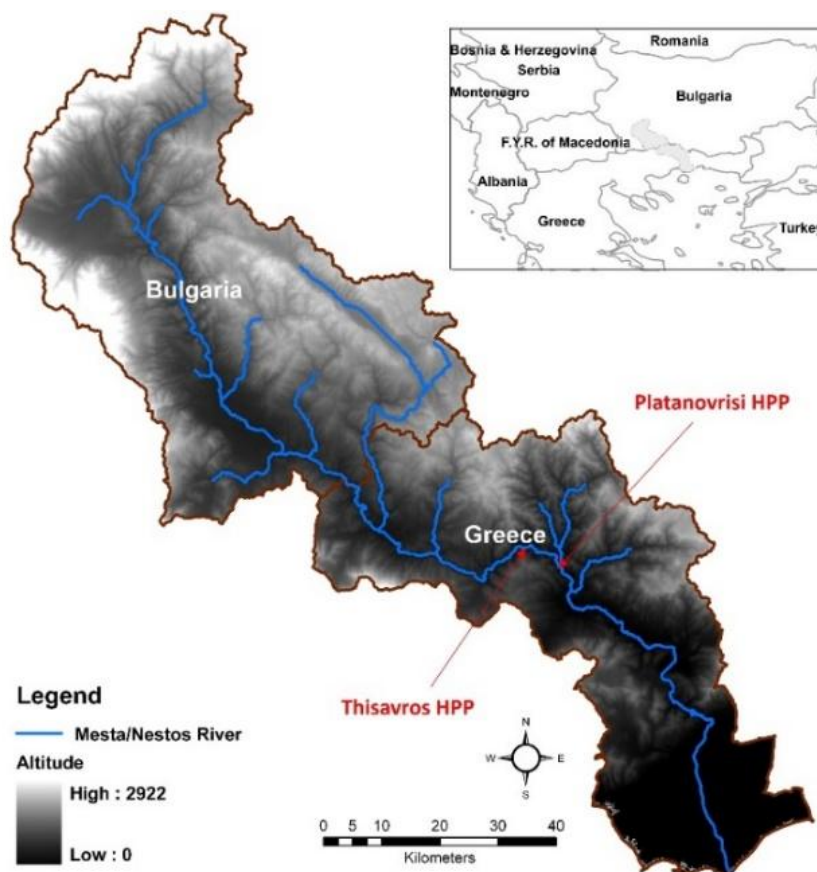 Romania
Bosnia & Herzegovina
Serbia
Montenegro
Bulgaria
F.Y.R. of Macedonia
Albania
Greece
Turkey
Bulgaria
Platanovrisi HPP
Greece
Thisavros HPP
Legend
Mesta/Nestos River
Altitude
High : 2922
Low : 0
N
W E
S
0 5 10 20 30 40
Kilometers